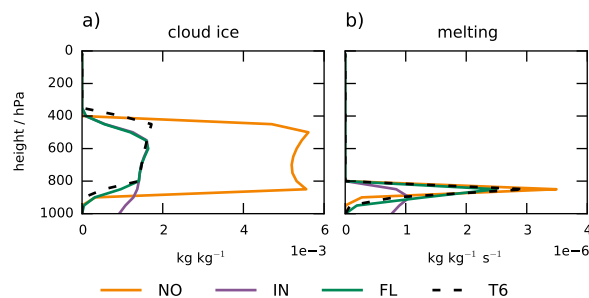 a)
cloud ice
b)
melting
height / hPa
0
200
400
600
800
1000
0
2
4
6
1e−3
kg kg⁻¹
0
1
2
3
4
1e−6
kg kg⁻¹ s⁻¹
NO
IN
FL
T6